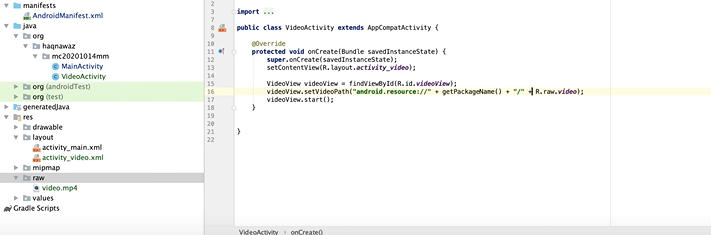 manifests
AndroidManifest.xml
java
org
haqnawaz
mc20201014mm
MainActivity
VideoActivity
org (androidTest)
org (test)
generatedJava
res
drawable
layout
activity_main.xml
activity_video.xml
mipmap
raw
video.mp4
values
Gradle Scripts
2
3 import ...
7
8 public class VideoActivity extends AppCompatActivity {
9
10 @Override
11 protected void onCreate(Bundle savedInstanceState) {
12 super.onCreate(savedInstanceState);
13 setContentView(R.layout.activity_video);
14
15 VideoView videoView = findViewById(R.id.videoView);
16 videoView.setVideoPath("android.resource://" + getPackageName() + "/" + R.raw.video);
17 videoView.start();
18 }
19
20
21 }
22
VideoActivity › onCreate()